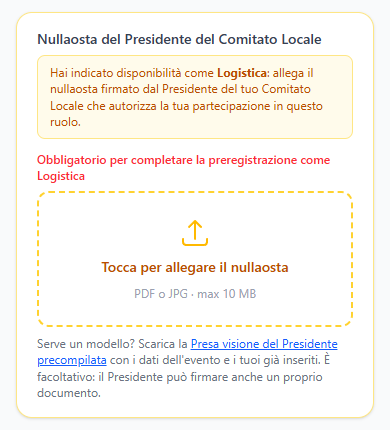 Nullaosta del Presidente del Comitato Locale
Hai indicato disponibilità come Logistica: allega il
nullaosta firmato dal Presidente del tuo Comitato
Locale che autorizza la tua partecipazione in questo
ruolo.
Obbligatorio per completare la preregistrazione come
Logistica
Tocca per allegare il nullaosta
PDF o JPG · max 10 MB
Serve un modello? Scarica la Presa visione del Presidente
precompilata con i dati dell'evento e i tuoi già inseriti. È
facoltativo: il Presidente può firmare anche un proprio
documento.